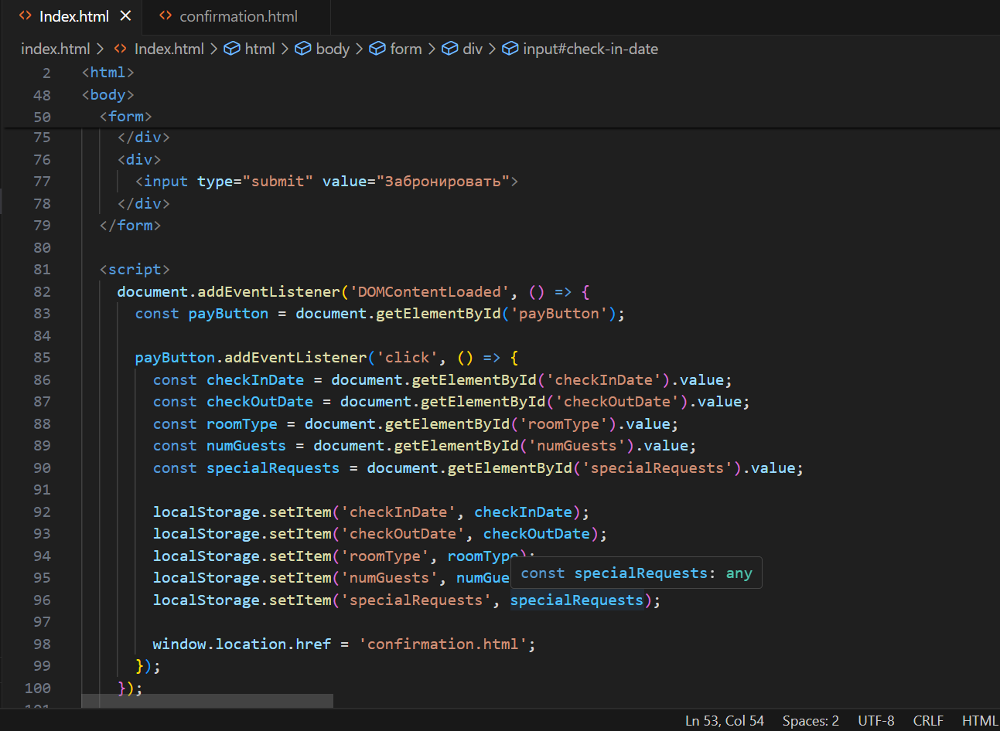 Index.html
confirmation.html
index.html > Index.html > html > body > form > div > input#check-in-date
2 <html>
48 <body>
50 <form>
75 </div>
76 <div>
77 <input type="submit" value="Забронировать">
78 </div>
79 </form>
80
81 <script>
82 document.addEventListener('DOMContentLoaded', () => {
83 const payButton = document.getElementById('payButton');
84
85 payButton.addEventListener('click', () => {
86 const checkInDate = document.getElementById('checkInDate').value;
87 const checkOutDate = document.getElementById('checkOutDate').value;
88 const roomType = document.getElementById('roomType').value;
89 const numGuests = document.getElementById('numGuests').value;
90 const specialRequests = document.getElementById('specialRequests').value;
91
92 localStorage.setItem('checkInDate', checkInDate);
93 localStorage.setItem('checkOutDate', checkOutDate);
94 localStorage.setItem('roomType', roomType);
95 localStorage.setItem('numGuests', numGue
const specialRequests: any
96 localStorage.setItem('specialRequests', specialRequests);
97
98 window.location.href = 'confirmation.html';
99 });
100 });
Ln 53, Col 54 Spaces: 2 UTF-8 CRLF HTML